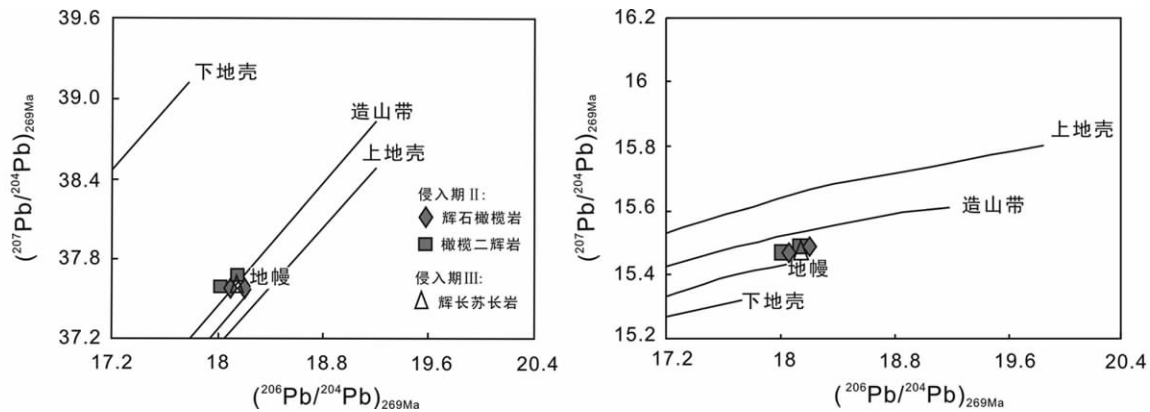 39.6
39.0
38.4
37.8
37.2
(²⁰⁷Pb/²⁰⁴Pb)269Ma
下地壳
造山带
上地壳
地幔
侵入期 II:
辉石橄榄岩
橄榄二辉岩
侵入期III:
辉长苏长岩
17.2 18 18.8 19.6 20.4
(²⁰⁶Pb/²⁰⁴Pb)269Ma
16.2
16
15.8
15.6
15.4
15.2
(²⁰⁷Pb/²⁰⁴Pb)269Ma
上地壳
造山带
地幔
下地壳
17.2 18 18.8 19.6 20.4
(²⁰⁶Pb/²⁰⁴Pb)269Ma